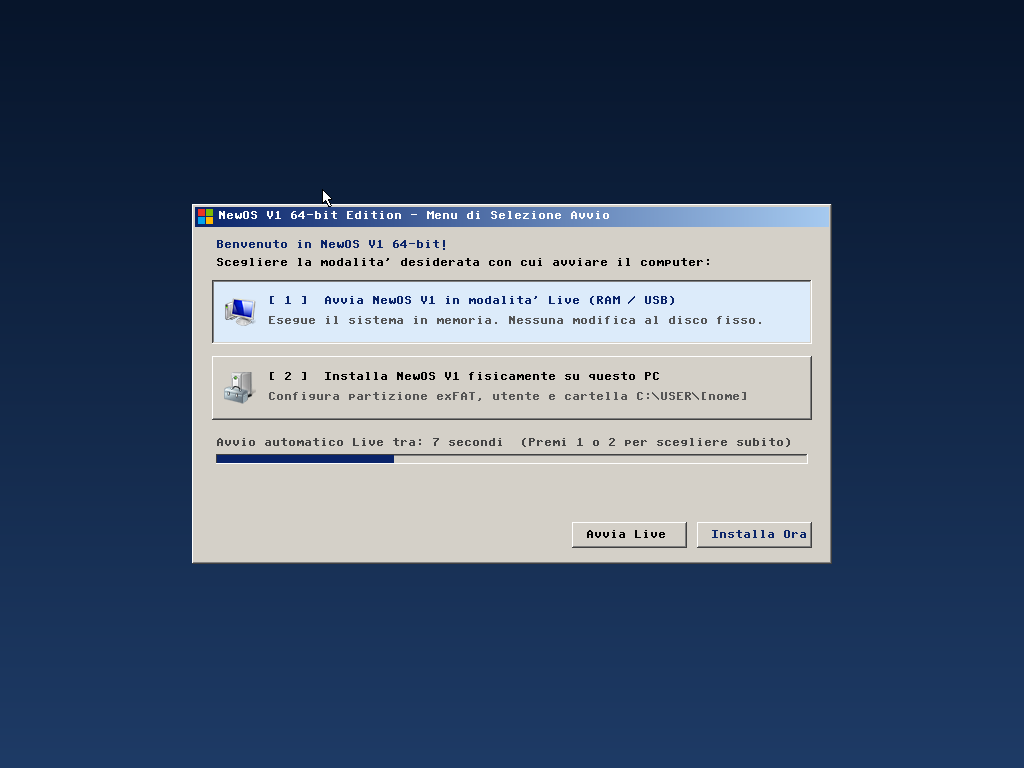 NewOS V1 64-bit Edition - Menu di Selezione Avvio
Benvenuto in NewOS V1 64-bit!
Scegliere la modalita' desiderata con cui avviare il computer:
[ 1 ]  Avvia NewOS V1 in modalita' Live (RAM / USB)
Esegue il sistema in memoria. Nessuna modifica al disco fisso.
[ 2 ]  Installa NewOS V1 fisicamente su questo PC
Configura partizione exFAT, utente e cartella C:\USER\[nome]
Avvio automatico Live tra: 7 secondi  (Premi 1 o 2 per scegliere subito)
Avvia Live
Installa Ora